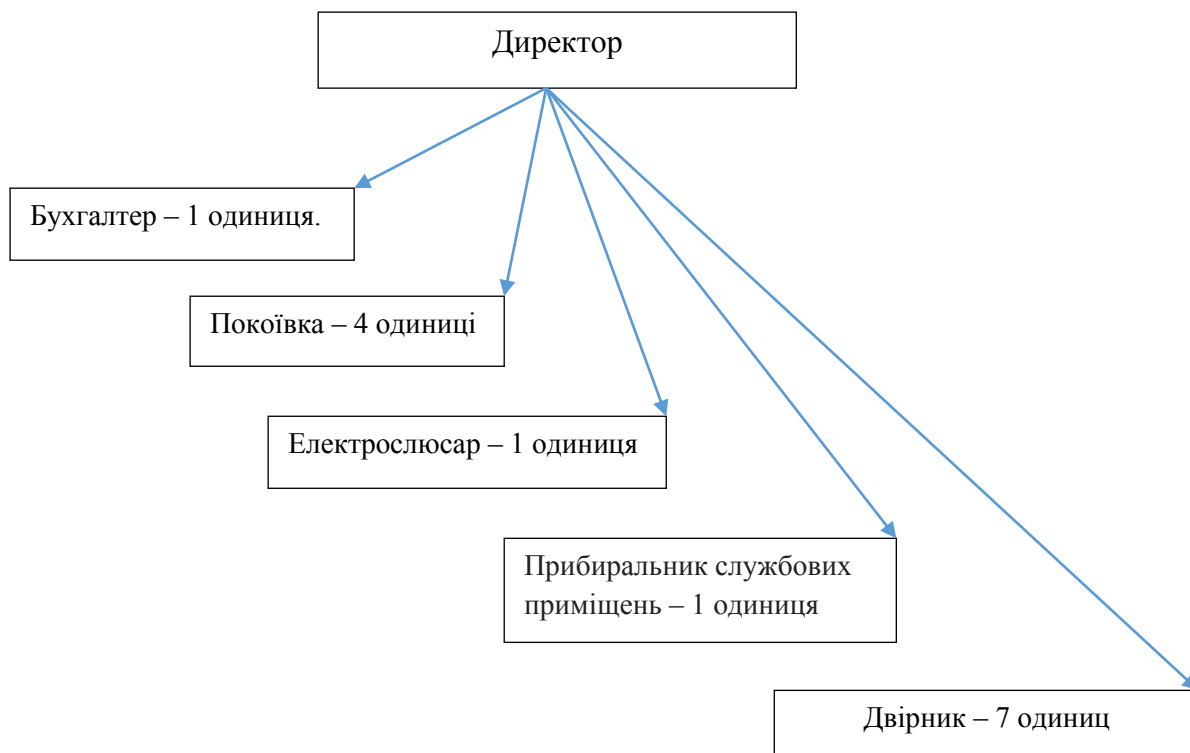 Директор
Бухгалтер – 1 одиниця.
Покоївка – 4 одиниці
Електрослюсар – 1 одиниця
Прибиральник службових
приміщень – 1 одиниця
Двірник – 7 одиниц